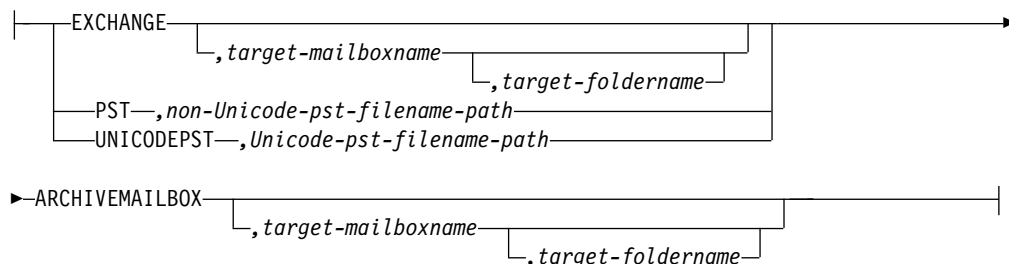 EXCHANGE
,target-mailboxname
,target-foldername
PST ,non-Unicode-pst-filename-path
UNICODEPST ,Unicode-pst-filename-path
ARCHIVEMAILBOX
,target-mailboxname
,target-foldername